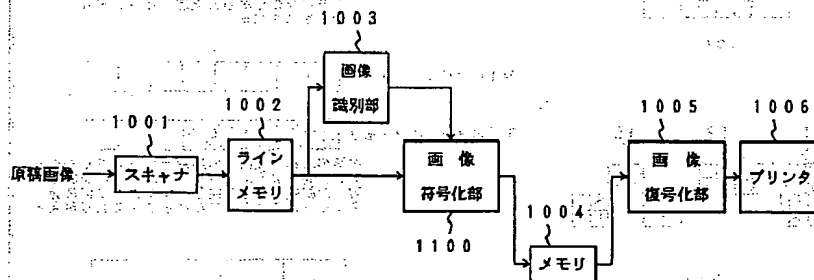 1003
画像
識別部
1002
1001
ライン
メモリ
原稿画像
スキャナ
画像
符号化部
1100
1004
メモリ
1005
画像
復号化部
1006
プリンタ